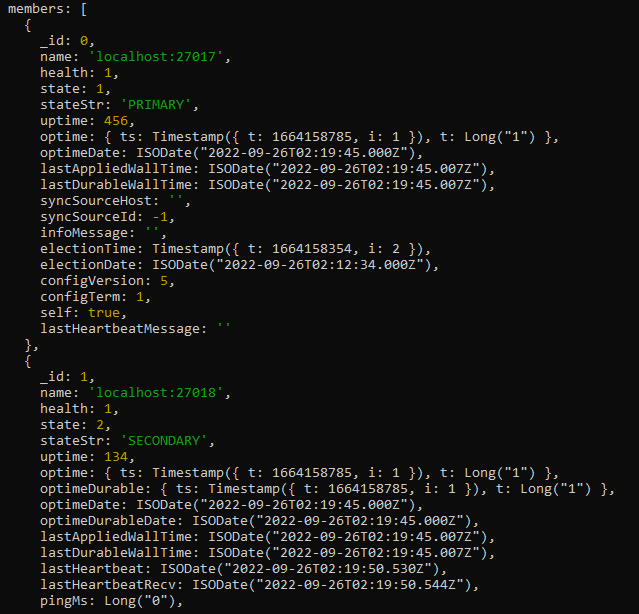 members: [
{
_id: 0,
name: 'localhost:27017',
health: 1,
state: 1,
stateStr: 'PRIMARY',
uptime: 456,
optime: { ts: Timestamp({ t: 1664158785, i: 1 }), t: Long("1") },
optimeDate: ISODate("2022-09-26T02:19:45.000Z"),
lastAppliedWallTime: ISODate("2022-09-26T02:19:45.007Z"),
lastDurableWallTime: ISODate("2022-09-26T02:19:45.007Z"),
syncSourceHost: '',
syncSourceId: -1,
infoMessage: '',
electionTime: Timestamp({ t: 1664158354, i: 2 }),
electionDate: ISODate("2022-09-26T02:12:34.000Z"),
configVersion: 5,
configTerm: 1,
self: true,
lastHeartbeatMessage: ''
},
{
_id: 1,
name: 'localhost:27018',
health: 1,
state: 2,
stateStr: 'SECONDARY',
uptime: 134,
optime: { ts: Timestamp({ t: 1664158785, i: 1 }), t: Long("1") },
optimeDurable: { ts: Timestamp({ t: 1664158785, i: 1 }), t: Long("1") },
optimeDate: ISODate("2022-09-26T02:19:45.000Z"),
optimeDurableDate: ISODate("2022-09-26T02:19:45.000Z"),
lastAppliedWallTime: ISODate("2022-09-26T02:19:45.007Z"),
lastDurableWallTime: ISODate("2022-09-26T02:19:45.007Z"),
lastHeartbeat: ISODate("2022-09-26T02:19:50.530Z"),
lastHeartbeatRecv: ISODate("2022-09-26T02:19:50.544Z"),
pingMs: Long("0"),